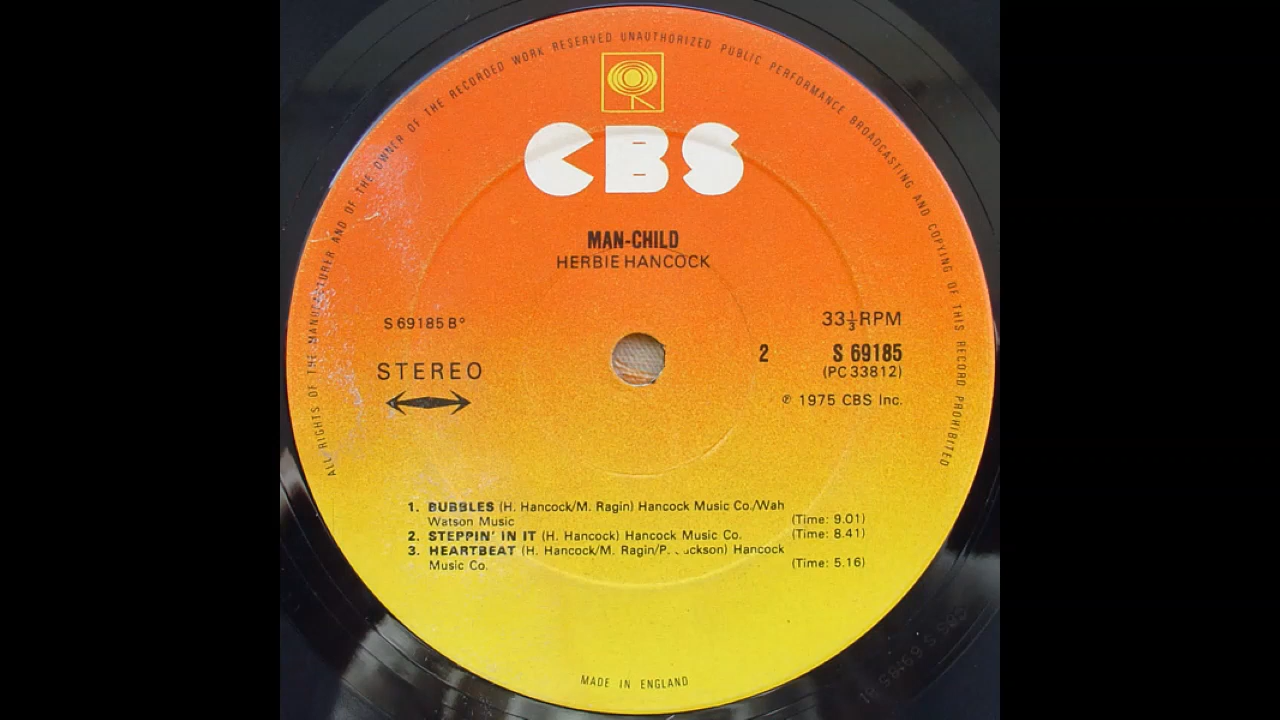 ALL RIGHTS OF THE MANUFACTURER AND OF THE OWNER OF THE RECORDED WORK RESERVED UNAUTHORIZED PUBLIC PERFORMANCE BROADCASTING AND COPYING OF THIS RECORD PROHIBITED
CBS
MAN-CHILD
HERBIE HANCOCK
S 69185 B°
33⅓ RPM
STEREO
2 S 69185
(PC 33812)
℗ 1975 CBS Inc.
1. BUBBLES (H. Hancock/M. Ragin) Hancock Music Co./Wah
Watson Music (Time: 9.01)
2. STEPPIN' IN IT (H. Hancock) Hancock Music Co. (Time: 8.41)
3. HEARTBEAT (H. Hancock/M. Ragin/P. Hancock
Music Co. (Time: 5.16)
MADE IN ENGLAND
CBS S 69185